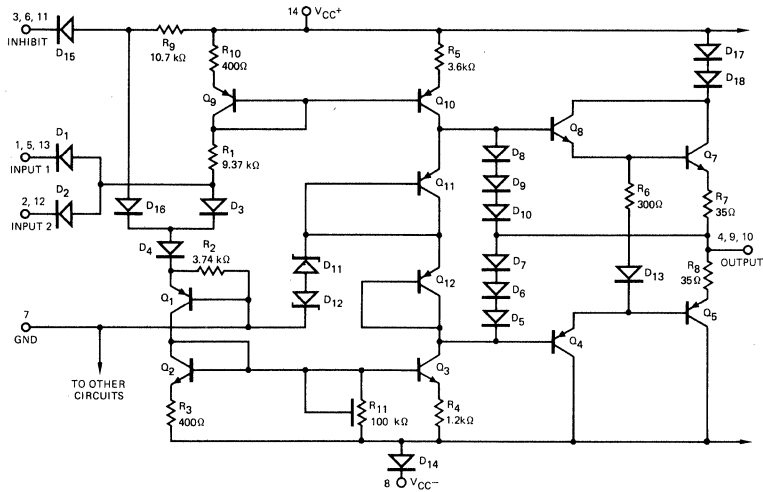 14 VCC+
3, 6, 11
INHIBIT
D15
R9
10.7 kΩ
R10
400Ω
R5
3.6kΩ
D17
D18
Q9
Q10
Q8
D1
1, 5, 13
INPUT 1
R1
9.37 kΩ
D8
Q7
D2
2, 12
INPUT 2
Q11
D9
R6
300Ω
R7
35Ω
D16
D3
D10
D4
R2
3.74 kΩ
4, 9, 10
OUTPUT
D11
Q12
D7
R8
35Ω
Q1
D12
D6
D13
7
GND
D5
Q4
Q5
TO OTHER
CIRCUITS
Q2
Q3
R3
400Ω
R11
100 kΩ
R4
1.2kΩ
D14
8 VCC−